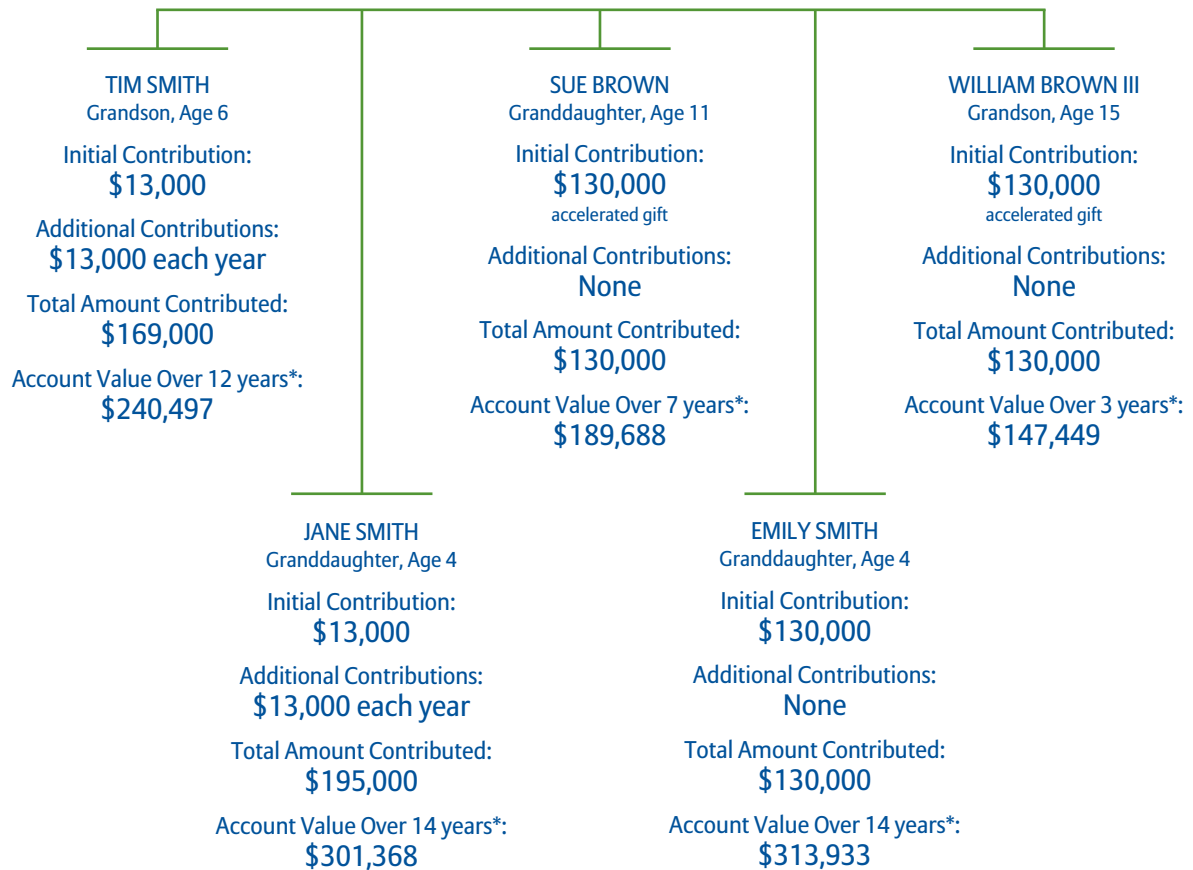 TIM SMITH
Grandson, Age 6
Initial Contribution:
$13,000
Additional Contributions:
$13,000 each year
Total Amount Contributed:
$169,000
Account Value Over 12 years*:
$240,497
SUE BROWN
Granddaughter, Age 11
Initial Contribution:
$130,000
accelerated gift
Additional Contributions:
None
Total Amount Contributed:
$130,000
Account Value Over 7 years*:
$189,688
WILLIAM BROWN III
Grandson, Age 15
Initial Contribution:
$130,000
accelerated gift
Additional Contributions:
None
Total Amount Contributed:
$130,000
Account Value Over 3 years*:
$147,449
JANE SMITH
Granddaughter, Age 4
Initial Contribution:
$13,000
Additional Contributions:
$13,000 each year
Total Amount Contributed:
$195,000
Account Value Over 14 years*:
$301,368
EMILY SMITH
Granddaughter, Age 4
Initial Contribution:
$130,000
Additional Contributions:
None
Total Amount Contributed:
$130,000
Account Value Over 14 years*:
$313,933